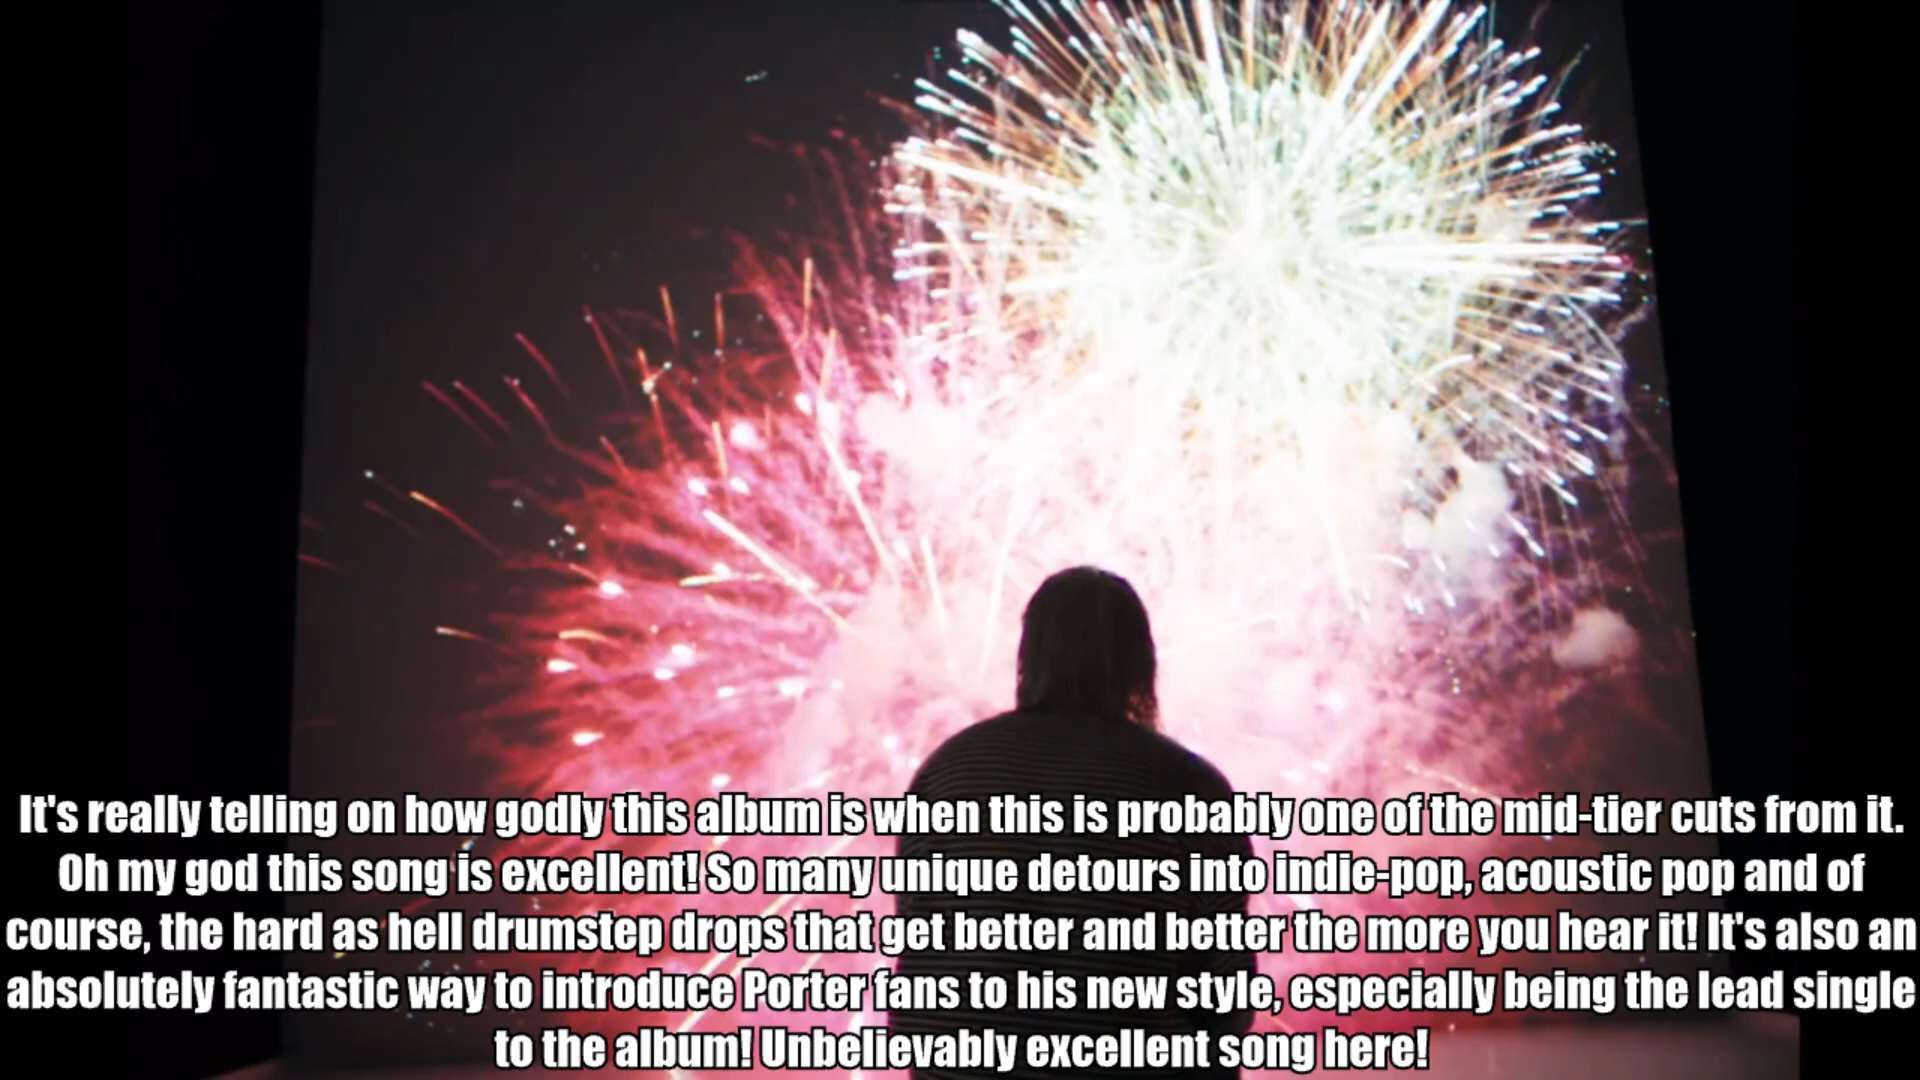 It's really telling on how godly this album is when this is probably one of the mid-tier cuts from it.
Oh my god this song is excellent! So many unique detours into indie-pop, acoustic pop and of
course, the hard as hell drumstep drops that get better and better the more you hear it! It's also an
absolutely fantastic way to introduce Porter fans to his new style, especially being the lead single
to the album! Unbelievably excellent song here!